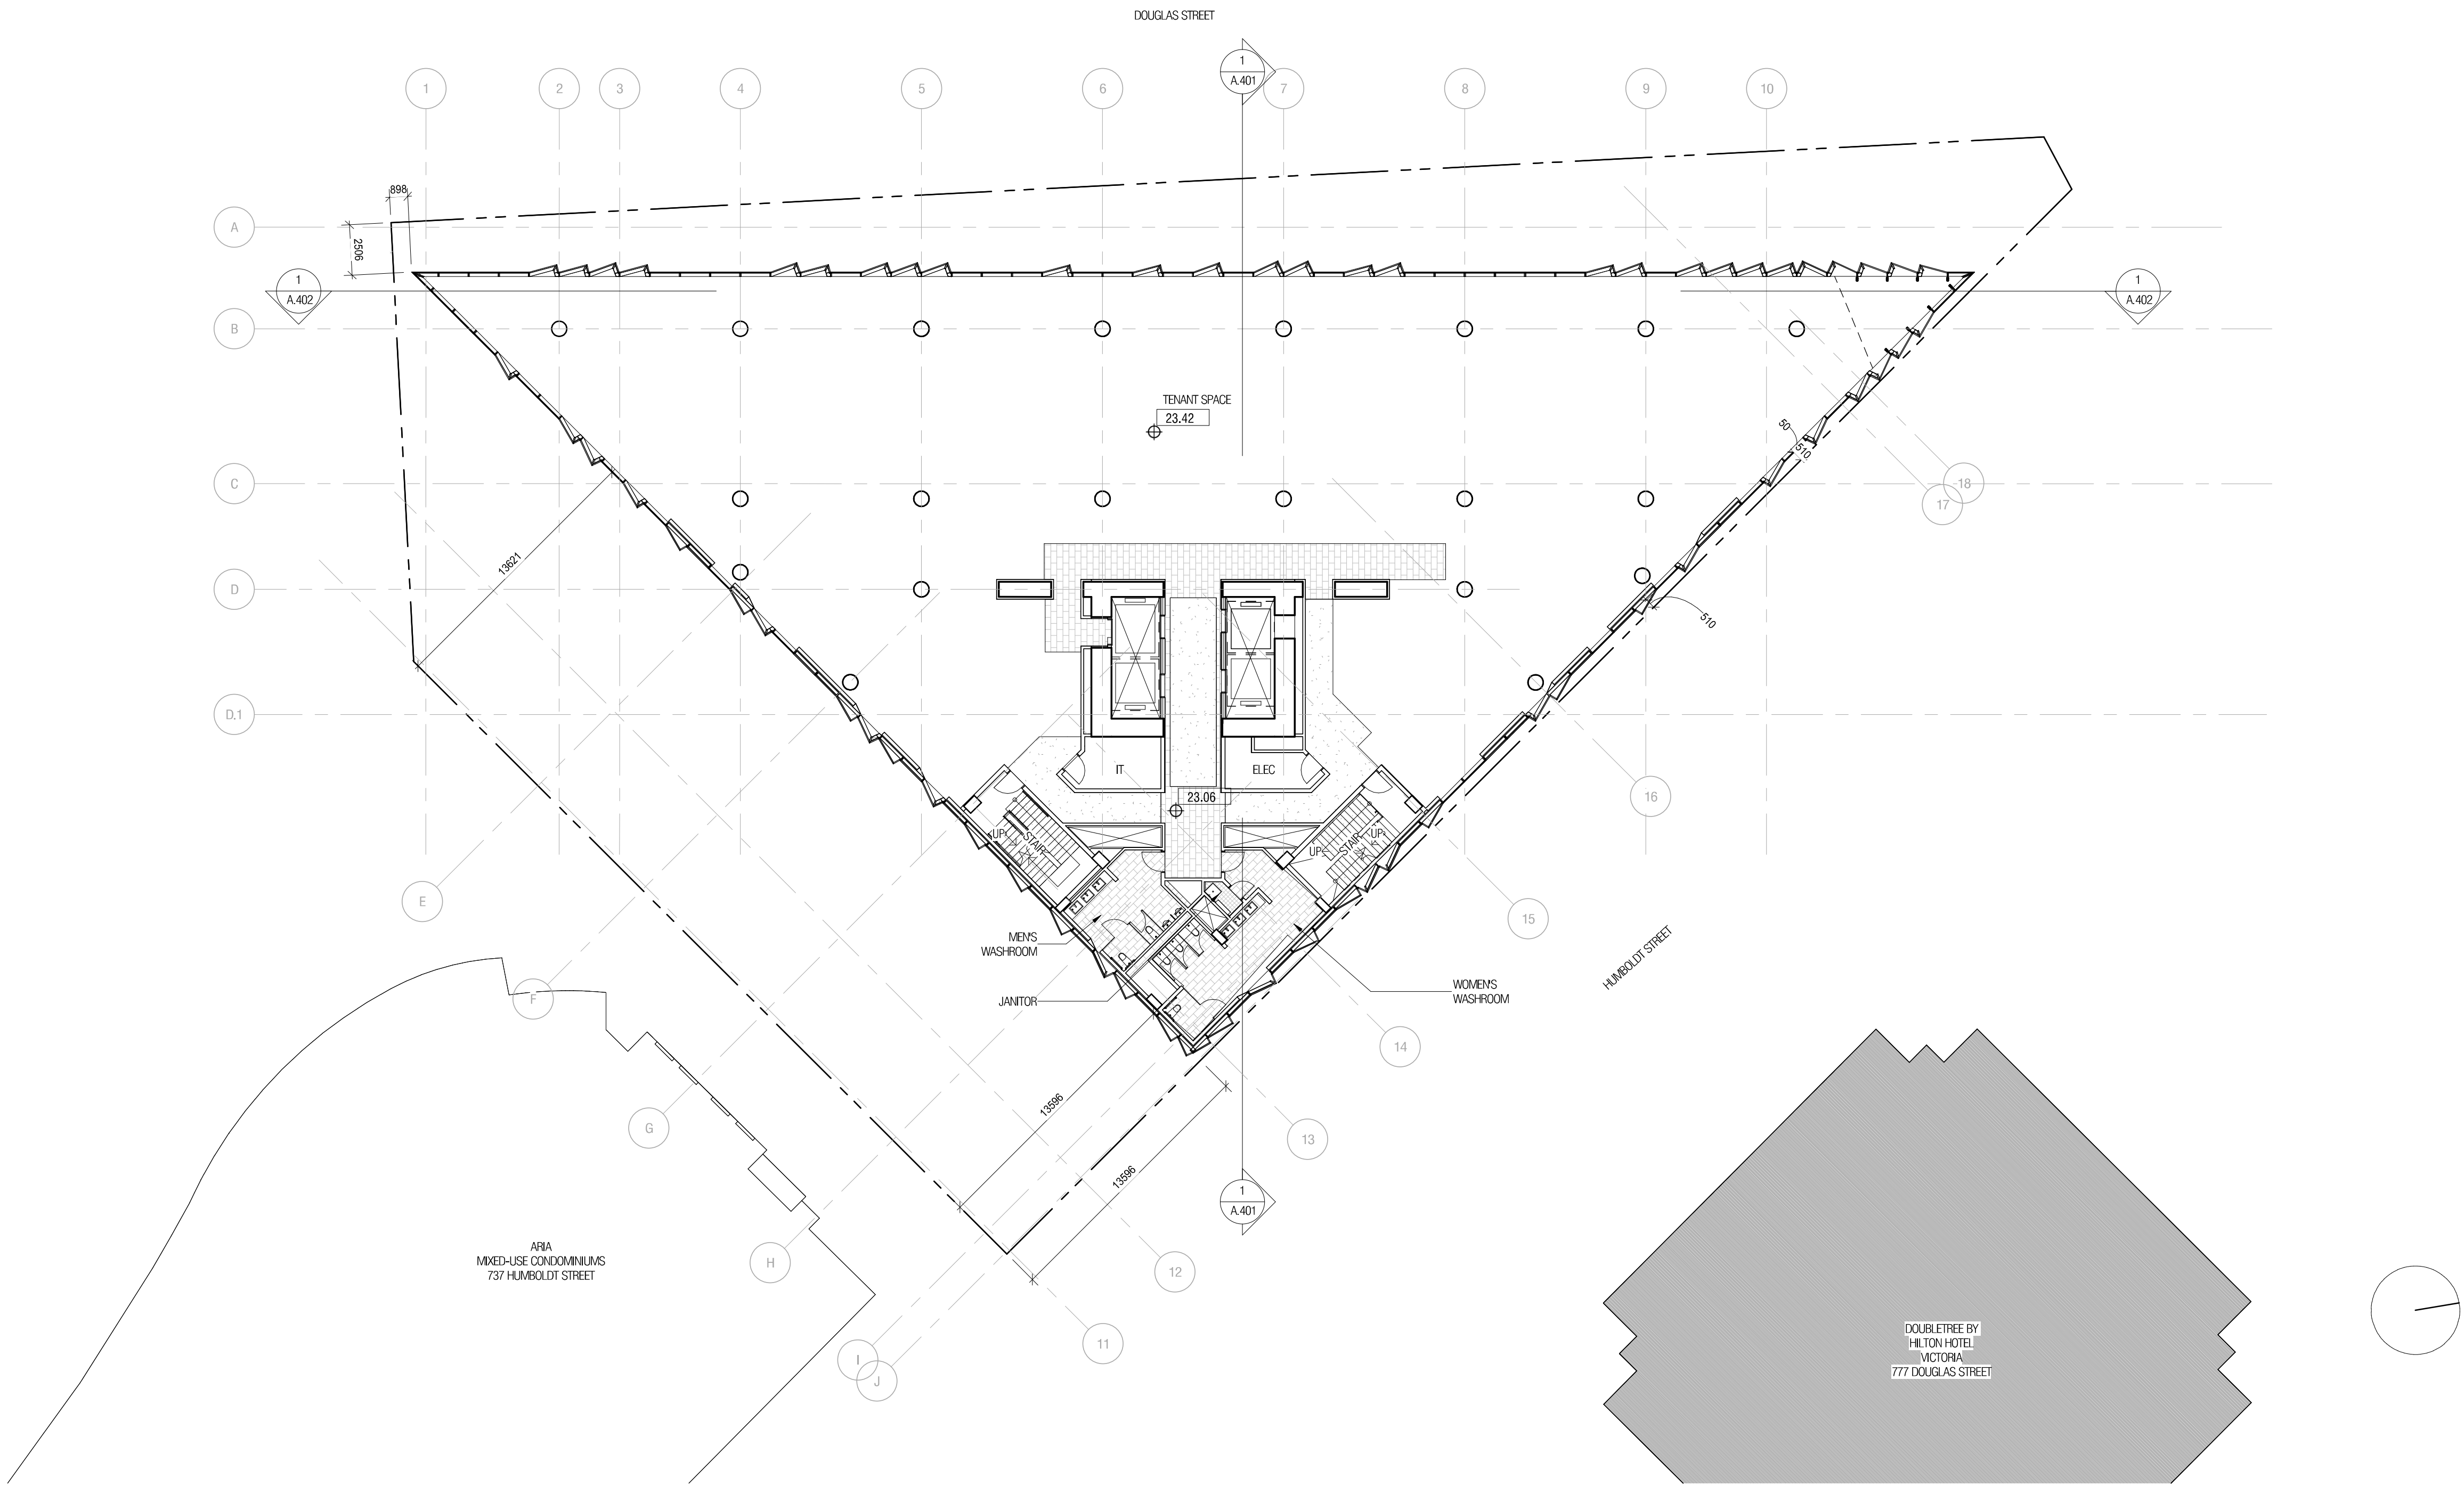 DOUGLAS STREET
1
A.401
1
2
3
4
5
6
7
8
9
10
898
A
2506
1
A.402
1
A.402
B
TENANT SPACE
23.42
50
510
C
18
17
13621
D
510
D.1
IT
ELEC
23.06
16
UP
STAIR
UP
STAIR
UP
E
15
MEN'S
WASHROOM
HUMBOLDT STREET
WOMEN'S
WASHROOM
JANITOR
F
14
13596
G
13
13596
1
A.401
ARIA
MIXED-USE CONDOMINIUMS
737 HUMBOLDT STREET
H
12
DOUBLETREE BY
HILTON HOTEL
VICTORIA
777 DOUGLAS STREET
11
I
J